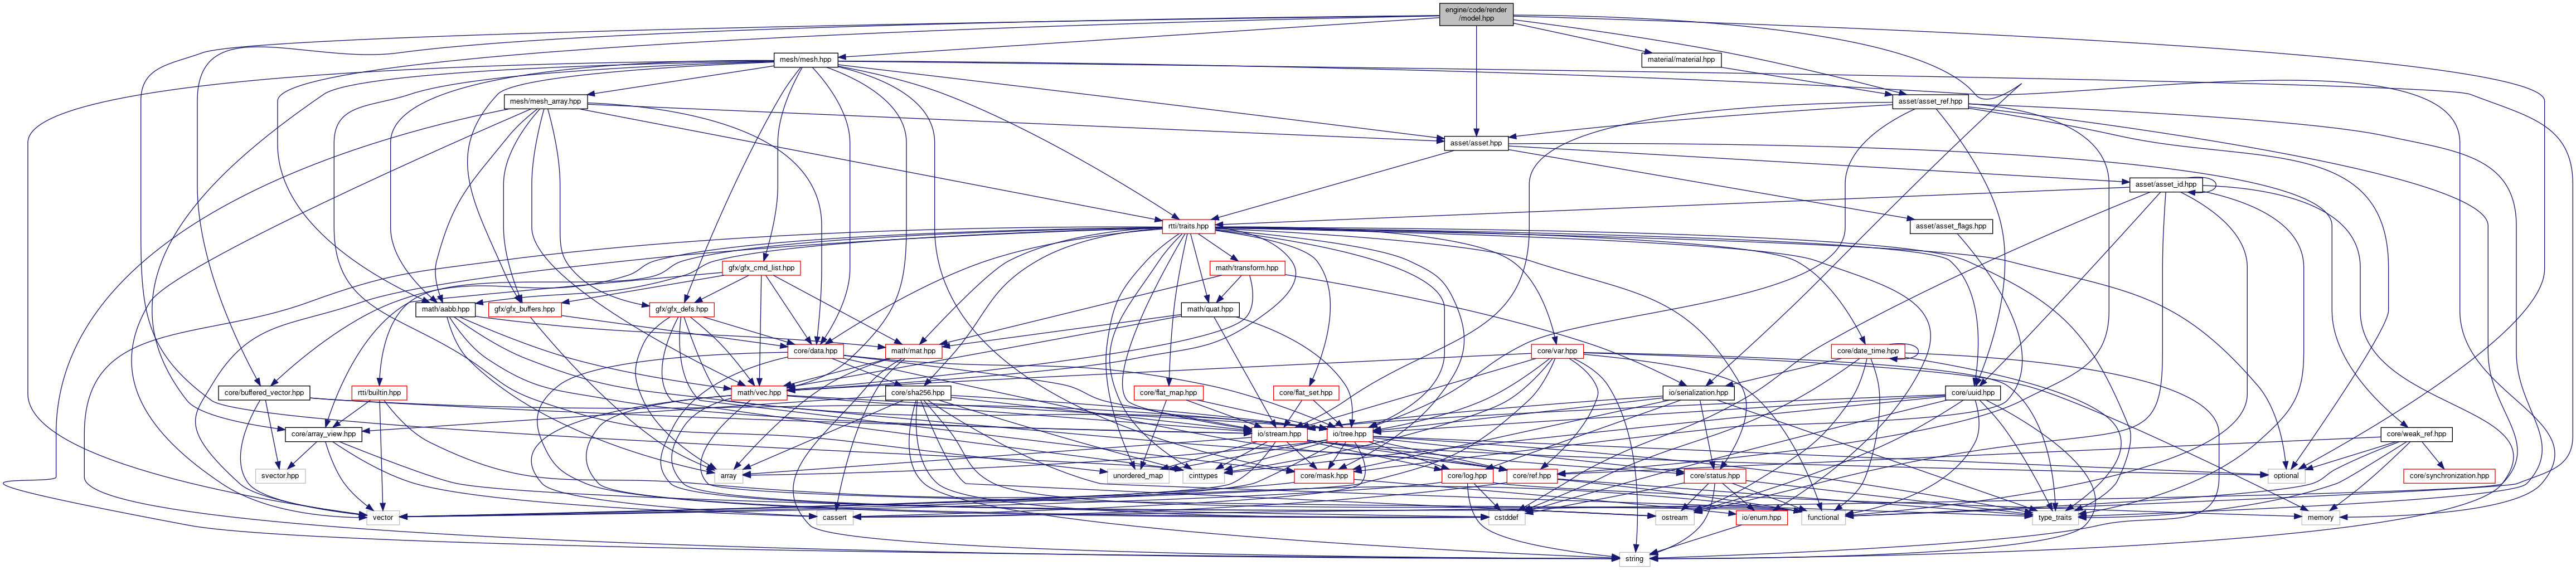 engine/code/render
/model.hpp
mesh/mesh.hpp
material/material.hpp
mesh/mesh_array.hpp
asset/asset_ref.hpp
asset/asset.hpp
asset/asset_id.hpp
rtti/traits.hpp
asset/asset_flags.hpp
gfx/gfx_cmd_list.hpp
math/transform.hpp
math/aabb.hpp
gfx/gfx_buffers.hpp
gfx/gfx_defs.hpp
math/quat.hpp
core/data.hpp
math/mat.hpp
core/var.hpp
core/date_time.hpp
core/buffered_vector.hpp
rtti/builtin.hpp
math/vec.hpp
core/sha256.hpp
core/flat_map.hpp
core/flat_set.hpp
io/serialization.hpp
core/uuid.hpp
core/array_view.hpp
io/stream.hpp
io/tree.hpp
core/weak_ref.hpp
svector.hpp
array
unordered_map
cinttypes
core/mask.hpp
core/log.hpp
core/ref.hpp
core/status.hpp
optional
core/synchronization.hpp
vector
cassert
cstddef
ostream
io/enum.hpp
functional
type_traits
memory
string